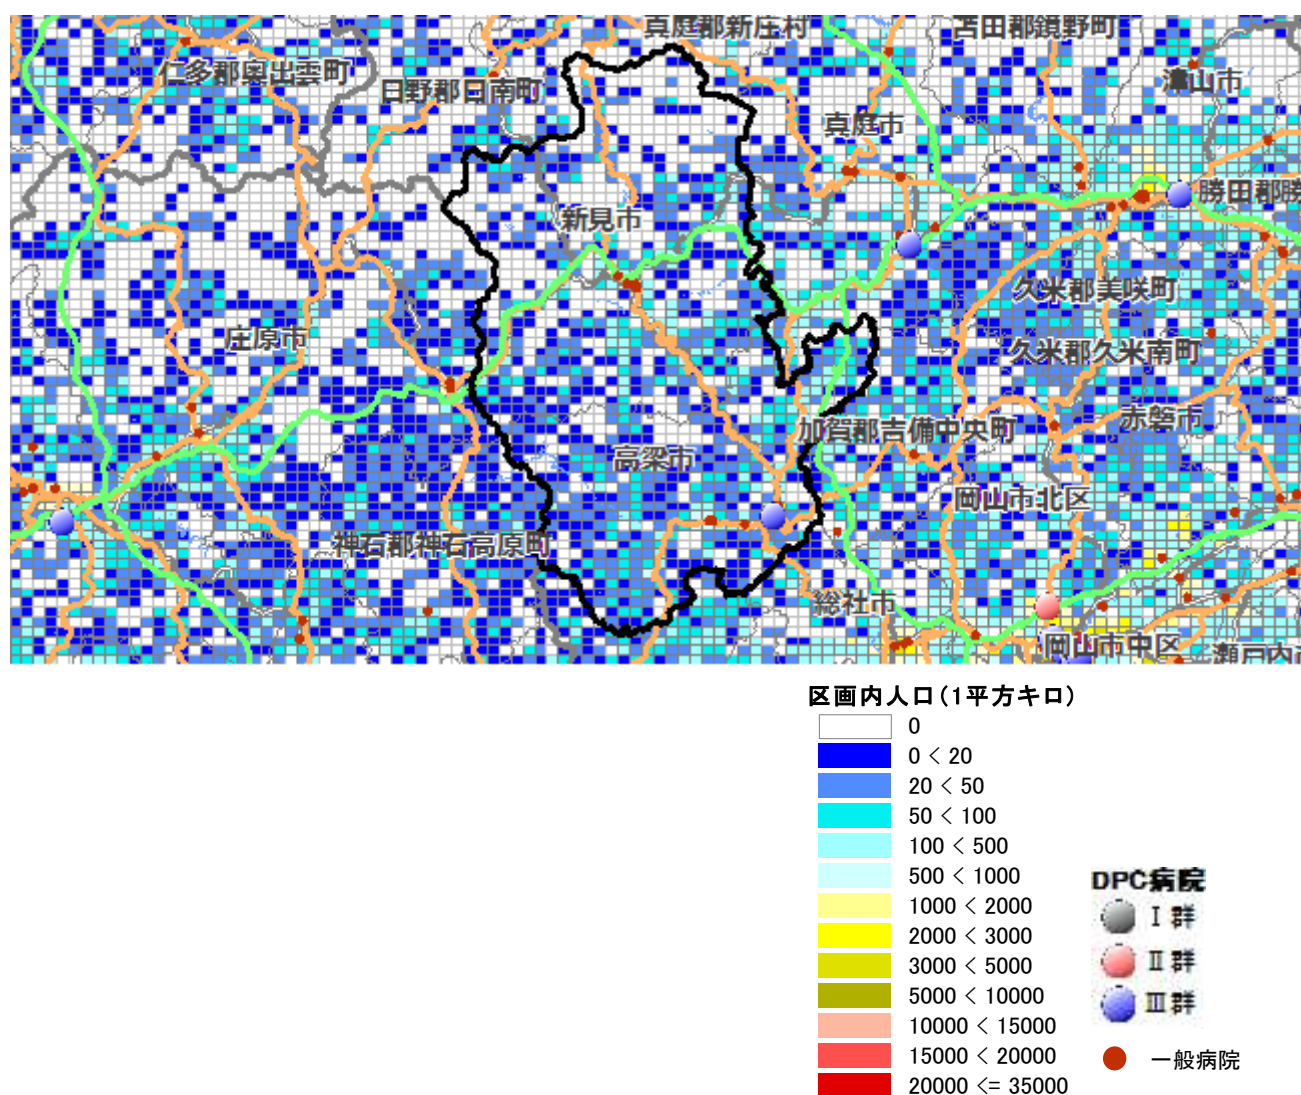 真庭郡新庄村
苫田郡鏡野町
仁多郡奥出雲町
日野郡日南町
津山市
真庭市
勝田郡勝
新見市
久米郡美咲町
庄原市
久米郡久米南町
赤磐市
加賀郡吉備中央町
高梁市
岡山市北区
神石郡神石高原町
総社市
岡山市中区
瀬戸内市
区画内人口(1平方キロ)
0
0 < 20
20 < 50
50 < 100
100 < 500
500 < 1000
1000 < 2000
2000 < 3000
3000 < 5000
5000 < 10000
10000 < 15000
15000 < 20000
20000 <= 35000
DPC病院
Ⅰ群
Ⅱ群
Ⅲ群
一般病院